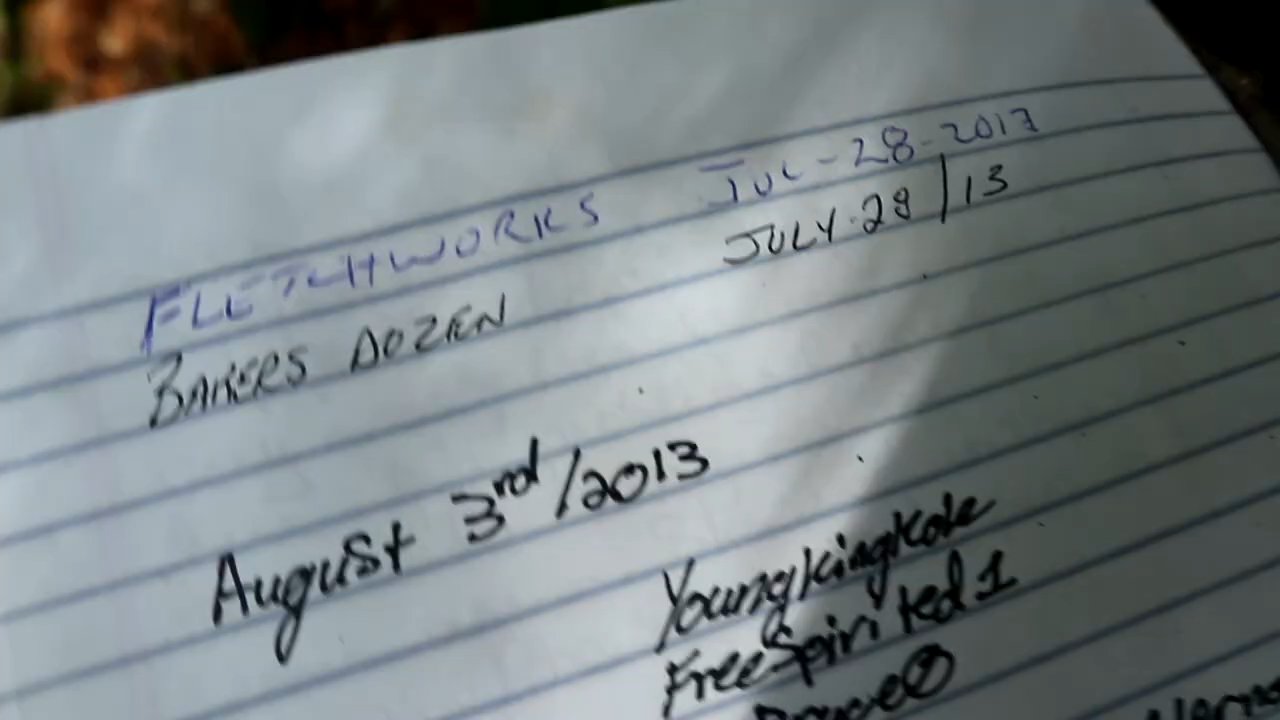 FLETCHWORKS JUL-28-2013
BAKERS DOZEN JULY.28/13
August 3rd/2013
YoungKingKole
FreeSpirited1